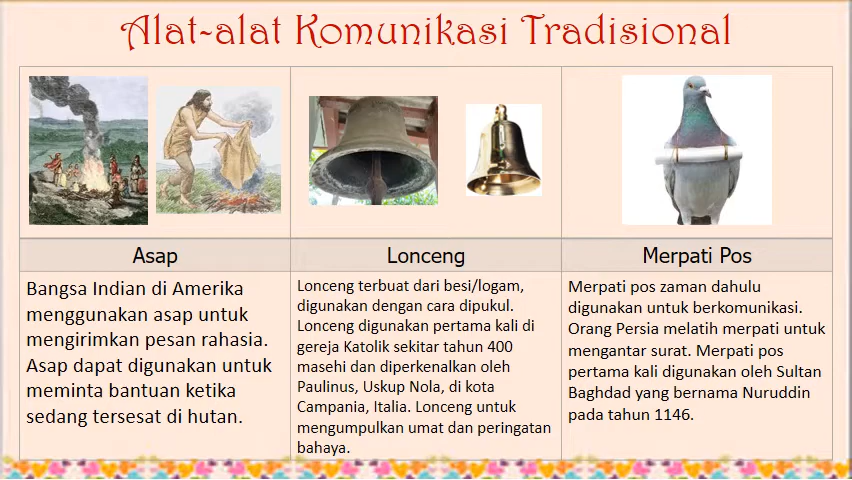 Alat-alat Komunikasi Tradisional
Asap
Lonceng
Merpati Pos
Bangsa Indian di Amerika
menggunakan asap untuk
mengirimkan pesan rahasia.
Asap dapat digunakan untuk
meminta bantuan ketika
sedang tersesat di hutan.
Lonceng terbuat dari besi/logam,
digunakan dengan cara dipukul.
Lonceng digunakan pertama kali di
gereja Katolik sekitar tahun 400
masehi dan diperkenalkan oleh
Paulinus, Uskup Nola, di kota
Campania, Italia. Lonceng untuk
mengumpulkan umat dan peringatan
bahaya.
Merpati pos zaman dahulu
digunakan untuk berkomunikasi.
Orang Persia melatih merpati untuk
mengantar surat. Merpati pos
pertama kali digunakan oleh Sultan
Baghdad yang bernama Nuruddin
pada tahun 1146.